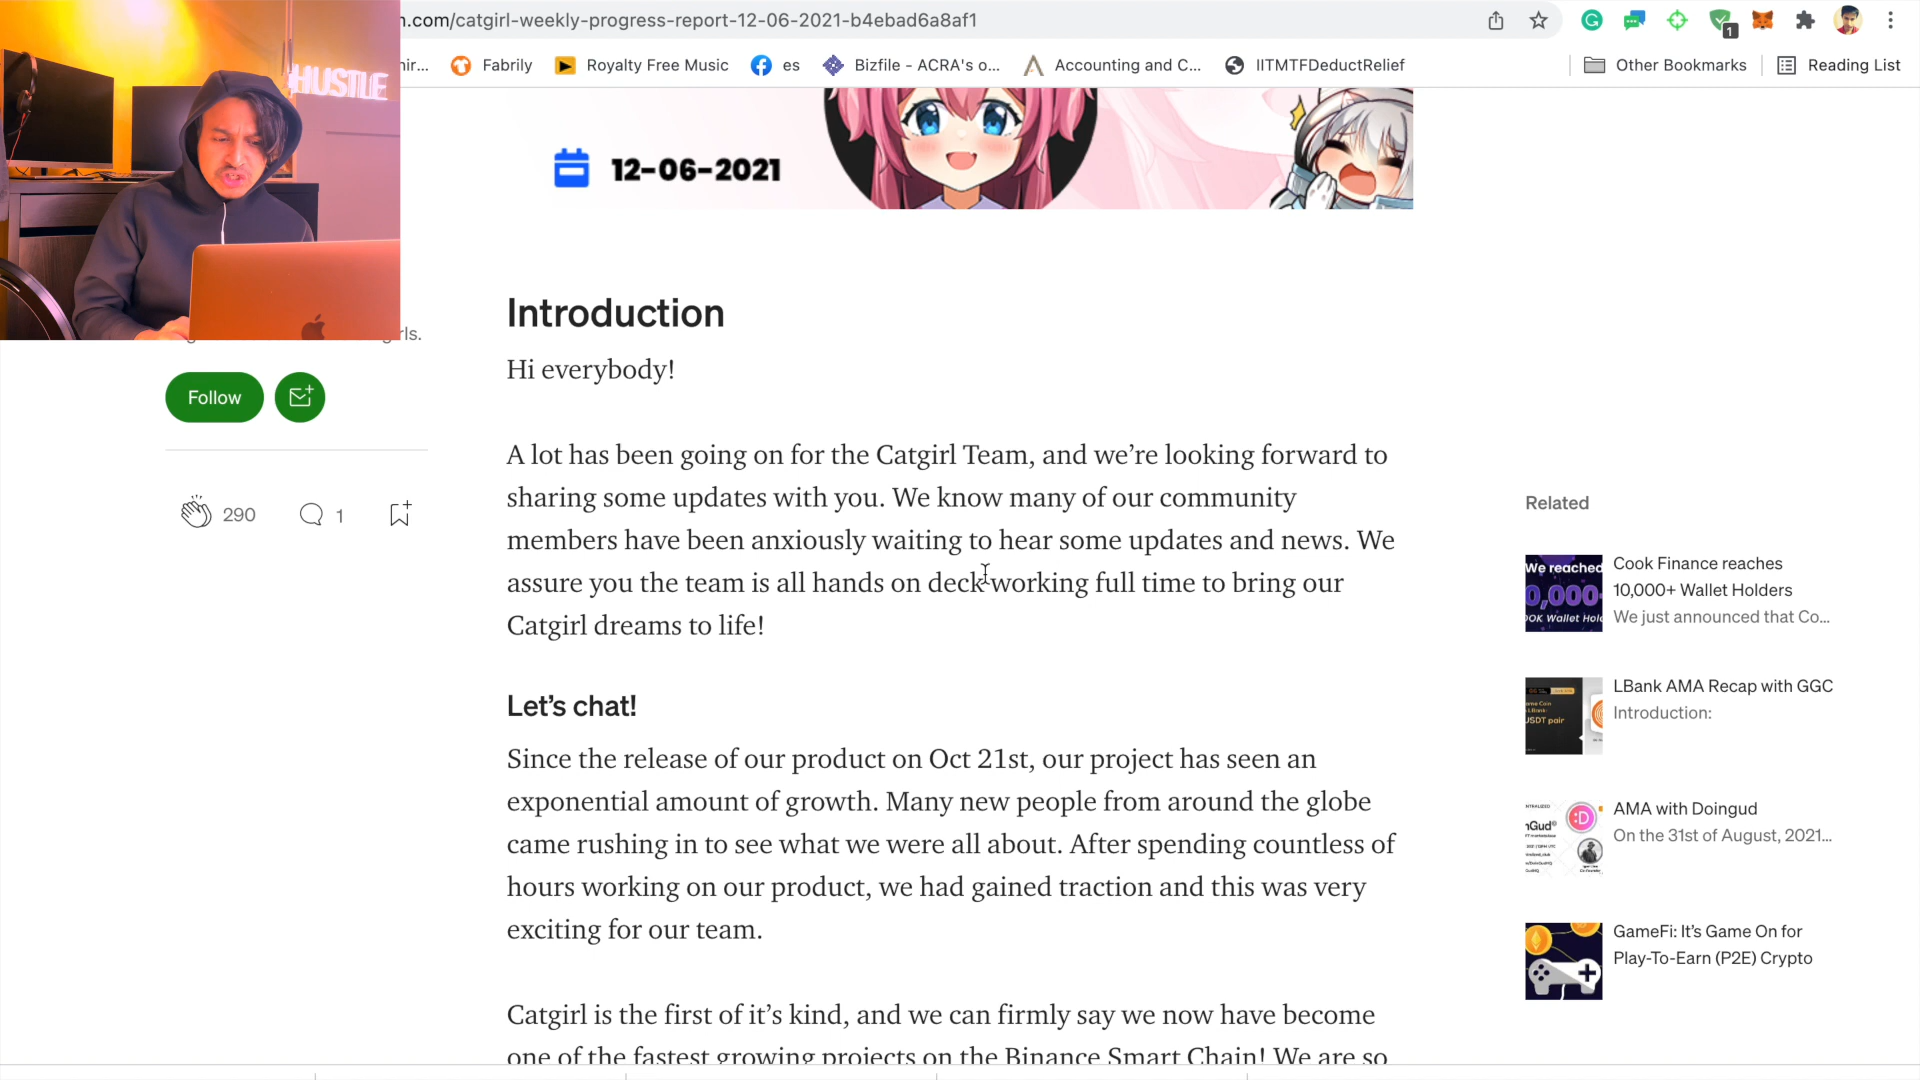 n.com/catgirl-weekly-progress-report-12-06-2021-b4ebad6a8af1
1
Fabrily
Royalty Free Music
es
Bizfile - ACRA's o...
Accounting and C...
IITMTFDeductRelief
Other Bookmarks
Reading List
HUSTLE
12-06-2021
Introduction
rls.
Hi everybody!
Follow
A lot has been going on for the Catgirl Team, and we're looking forward to
sharing some updates with you. We know many of our community
members have been anxiously waiting to hear some updates and news. We
assure you the team is all hands on deck working full time to bring our
Catgirl dreams to life!
290
1
Let's chat!
Since the release of our product on Oct 21st, our project has seen an
exponential amount of growth. Many new people from around the globe
came rushing in to see what we were all about. After spending countless of
hours working on our product, we had gained traction and this was very
exciting for our team.
Catgirl is the first of it's kind, and we can firmly say we now have become
one of the fastest growing projects on the Binance Smart Chain! We are so
Related
We reached
0,000+
OK Wallet Hol
Cook Finance reaches
10,000+ Wallet Holders
We just announced that Co...
USDT pair
LBank AMA Recap with GGC
Introduction:
nGud
:D
AMA with Doingud
On the 31st of August, 2021...
GameFi: It's Game On for
Play-To-Earn (P2E) Crypto